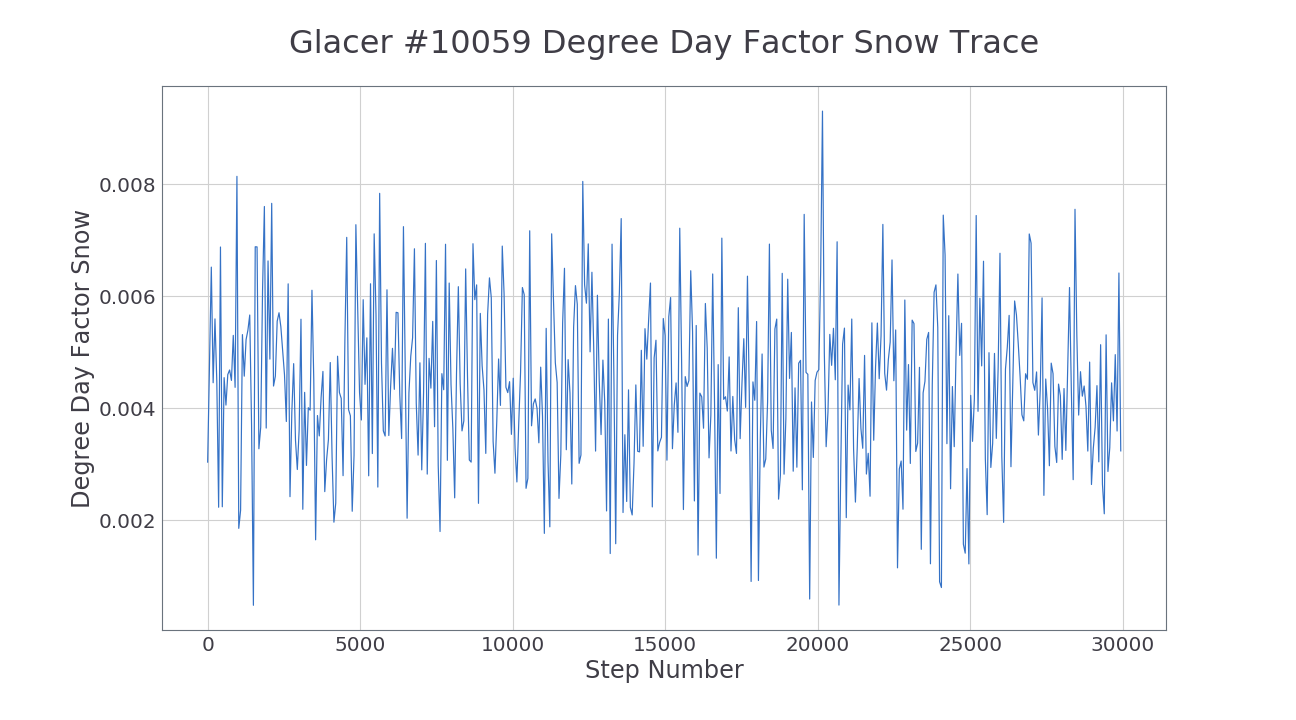 Glacer #10059 Degree Day Factor Snow Trace
Degree Day Factor Snow
0.008
0.006
0.004
0.002
0 5000 10000 15000 20000 25000 30000
Step Number